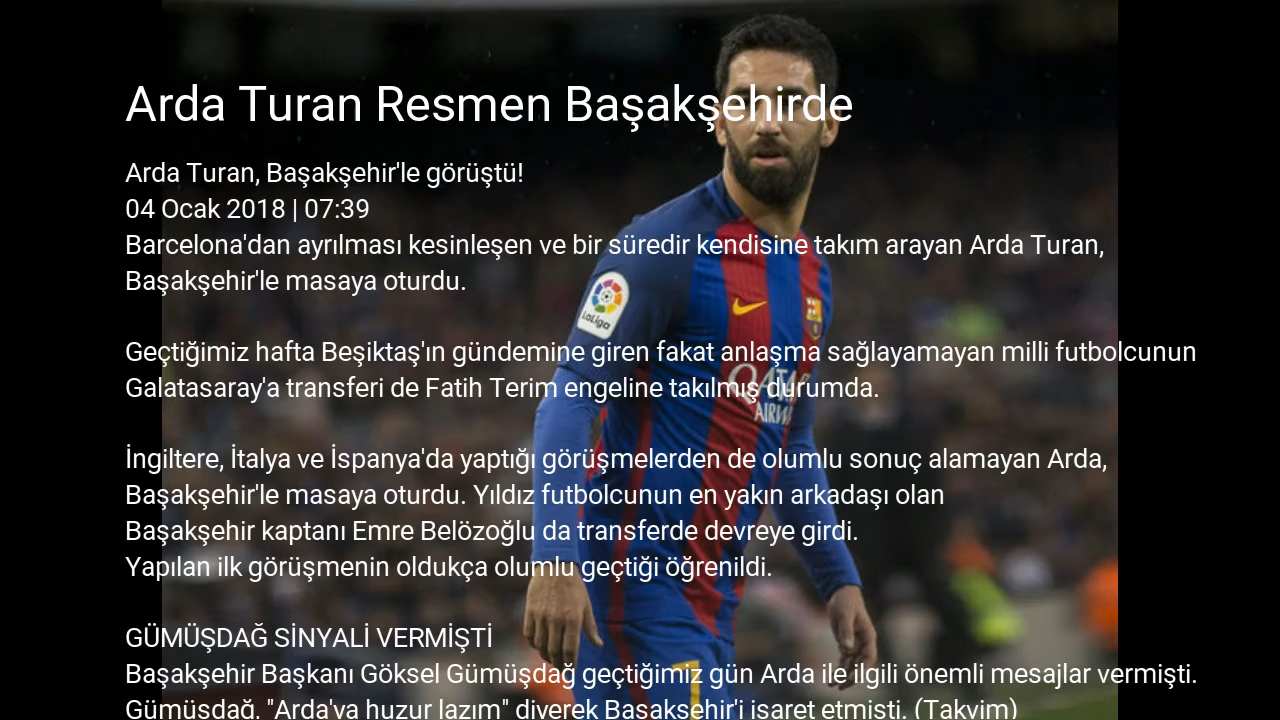 Arda Turan Resmen Başakşehirde
Arda Turan, Başakşehir'le görüştü!
04 Ocak 2018 | 07:39
Barcelona'dan ayrılması kesinleşen ve bir süredir kendisine takım arayan Arda Turan,
Başakşehir'le masaya oturdu.
Geçtiğimiz hafta Beşiktaş'ın gündemine giren fakat anlaşma sağlayamayan milli futbolcunun
Galatasaray'a transferi de Fatih Terim engeline takılmış durumda.
İngiltere, İtalya ve İspanya'da yaptığı görüşmelerden de olumlu sonuç alamayan Arda,
Başakşehir'le masaya oturdu. Yıldız futbolcunun en yakın arkadaşı olan
Başakşehir kaptanı Emre Belözoğlu da transferde devreye girdi.
Yapılan ilk görüşmenin oldukça olumlu geçtiği öğrenildi.
GÜMÜŞDAĞ SİNYALİ VERMİŞTİ
Başakşehir Başkanı Göksel Gümüşdağ geçtiğimiz gün Arda ile ilgili önemli mesajlar vermişti.
Gümüşdağ, "Arda'ya huzur lazım" diyerek Başakşehir'i işaret etmişti. (Takvim)
LaLiga
QATAR
AIRWAYS